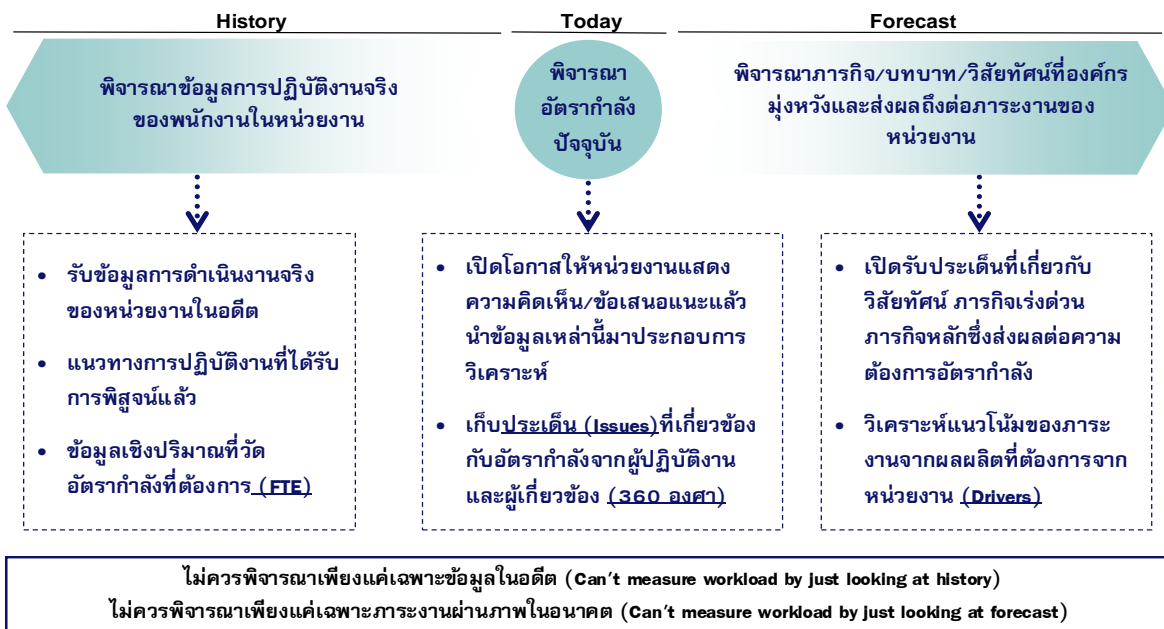 History
Today
Forecast
พิจารณาข้อมูลการปฏิบัติงานจริง
ของพนักงานในหน่วยงาน
พิจารณา
อัตรากำลัง
ปัจจุบัน
พิจารณาภารกิจ/บทบาท/วิสัยทัศน์ที่องค์กร
มุ่งหวังและส่งผลถึงต่อภาระงานของ
หน่วยงาน
• รับข้อมูลการดำเนินงานจริง
ของหน่วยงานในอดีต
• แนวทางการปฏิบัติงานที่ได้รับ
การพิสูจน์แล้ว
• ข้อมูลเชิงปริมาณที่วัด
อัตรากำลังที่ต้องการ (FTE)
• เปิดโอกาสให้หน่วยงานแสดง
ความคิดเห็น/ข้อเสนอแนะแล้ว
นำข้อมูลเหล่านี้มาประกอบการ
วิเคราะห์
• เก็บประเด็น (Issues)ที่เกี่ยวข้อง
กับอัตรากำลังจากผู้ปฏิบัติงาน
และผู้เกี่ยวข้อง (360 องศา)
• เปิดรับประเด็นที่เกี่ยวกับ
วิสัยทัศน์ ภารกิจเร่งด่วน
ภารกิจหลักซึ่งส่งผลต่อความ
ต้องการอัตรากำลัง
• วิเคราะห์แนวโน้มของภาระ
งานจากผลผลิตที่ต้องการจาก
หน่วยงาน (Drivers)
ไม่ควรพิจารณาเพียงแค่เฉพาะข้อมูลในอดีต (Can't measure workload by just looking at history)
ไม่ควรพิจารณาเพียงแค่เฉพาะภาระงานผ่านภาพในอนาคต (Can't measure workload by just looking at forecast)